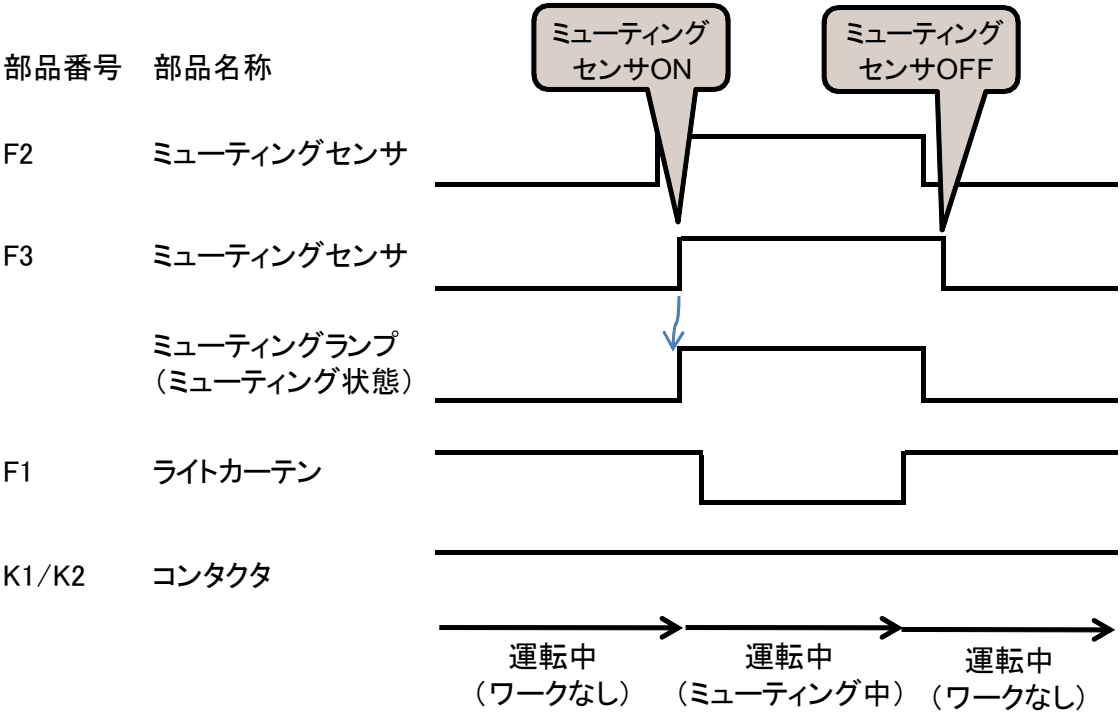 ミューティング
センサON
ミューティング
センサOFF
部品番号 部品名称
F2 ミューティングセンサ
F3 ミューティングセンサ
ミューティングランプ
（ミューティング状態）
F1 ライトカーテン
K1/K2 コンタクタ
運転中
（ワークなし）
運転中
（ミューティング中）
運転中
（ワークなし）